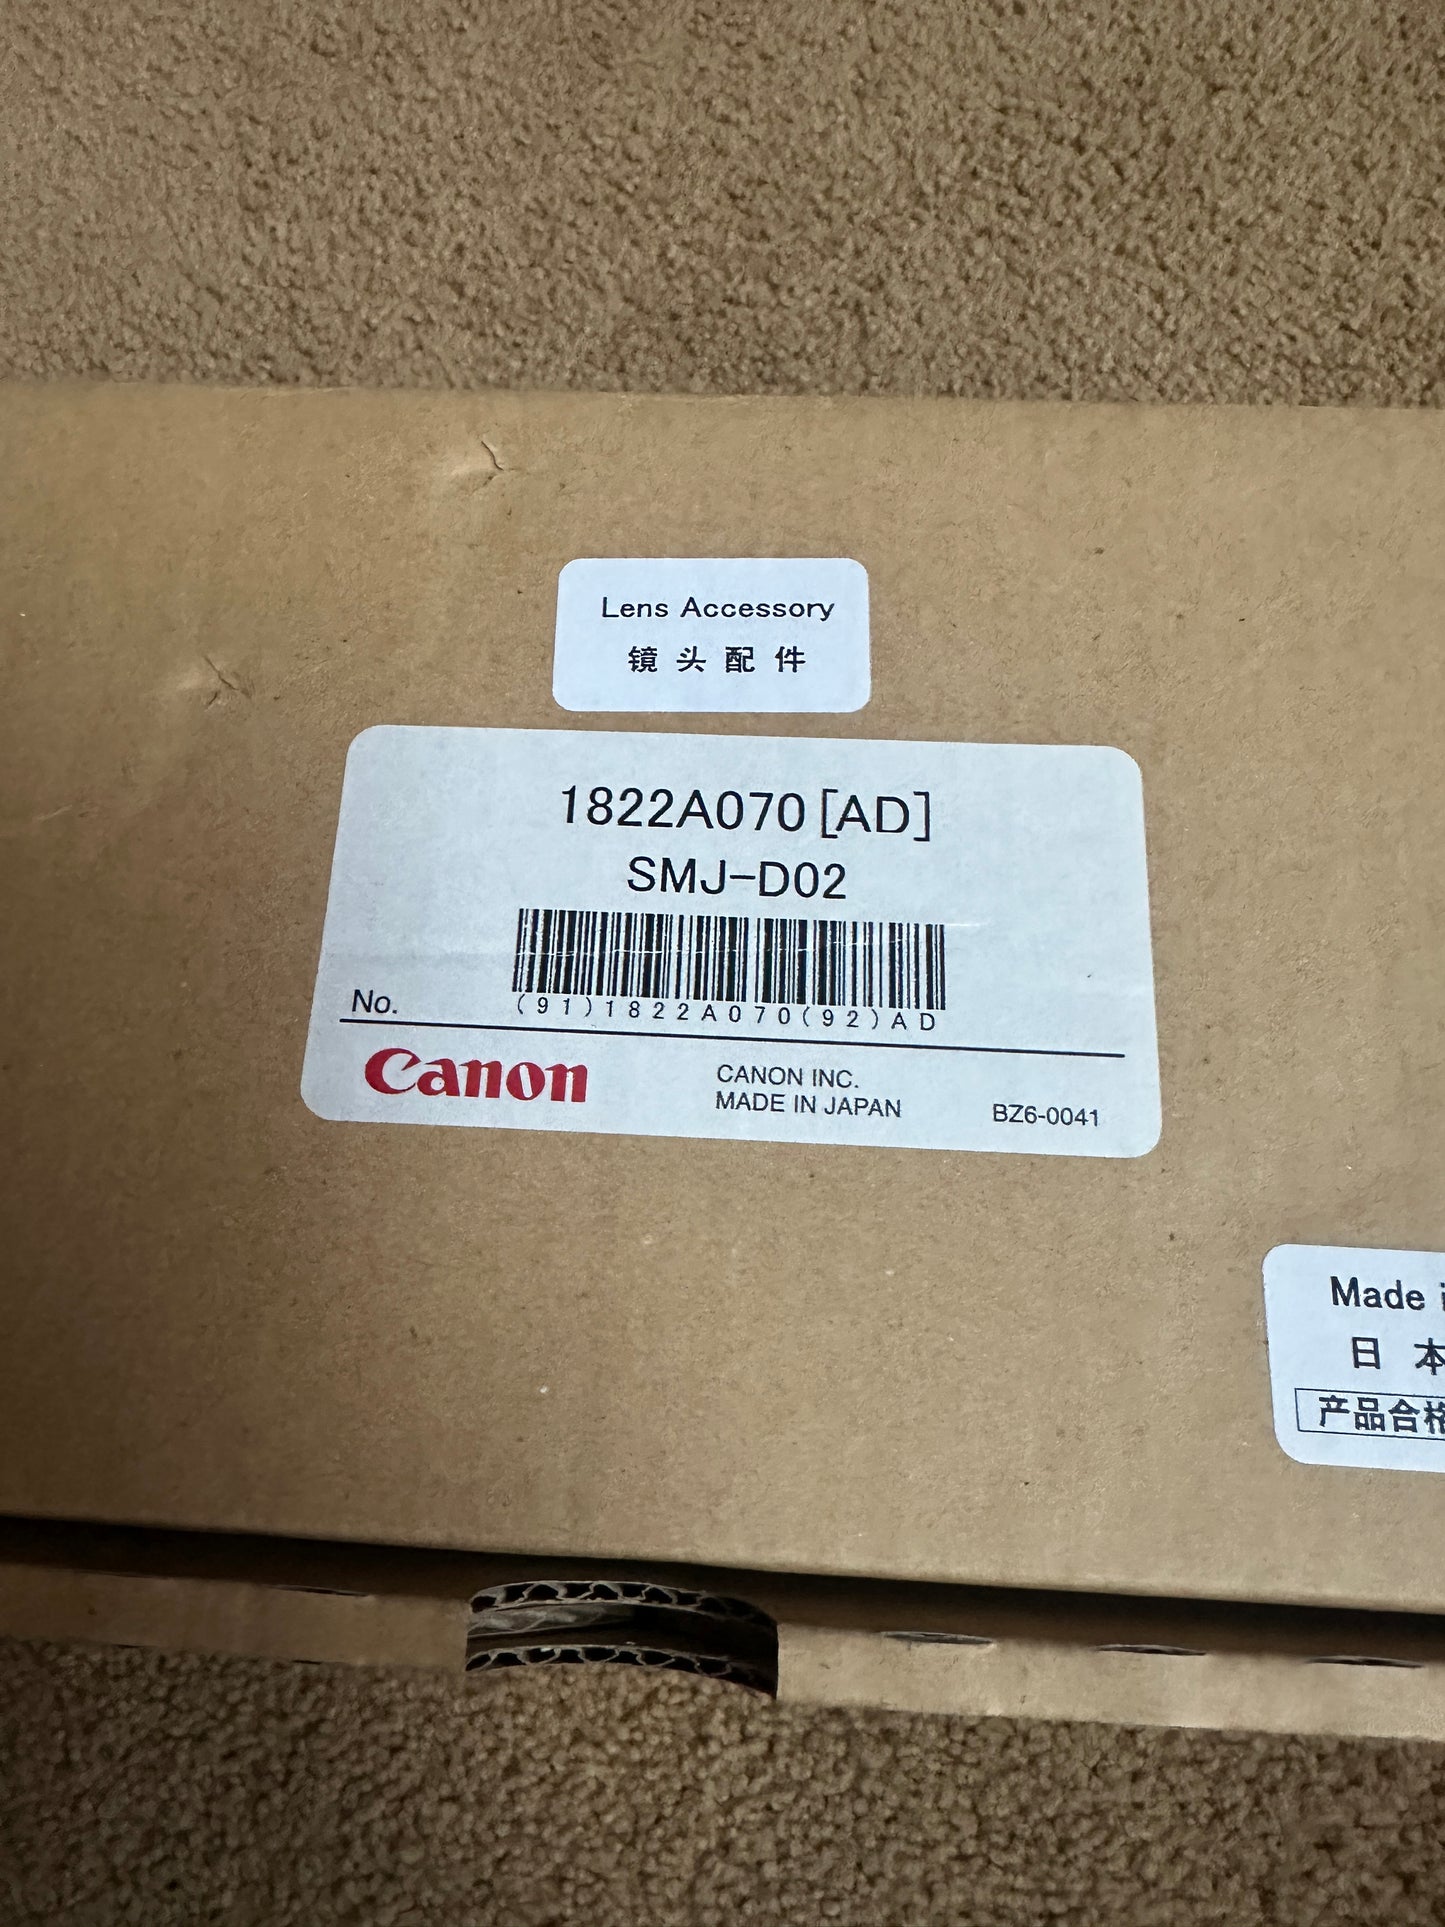 Lens Accessory
镜头配件
1822A070[AD]
SMJ-D02
(91)1822A070(92)AD
No.
Canon
CANON INC.
MADE IN JAPAN
BZ6-0041
Made
日本
产品合格